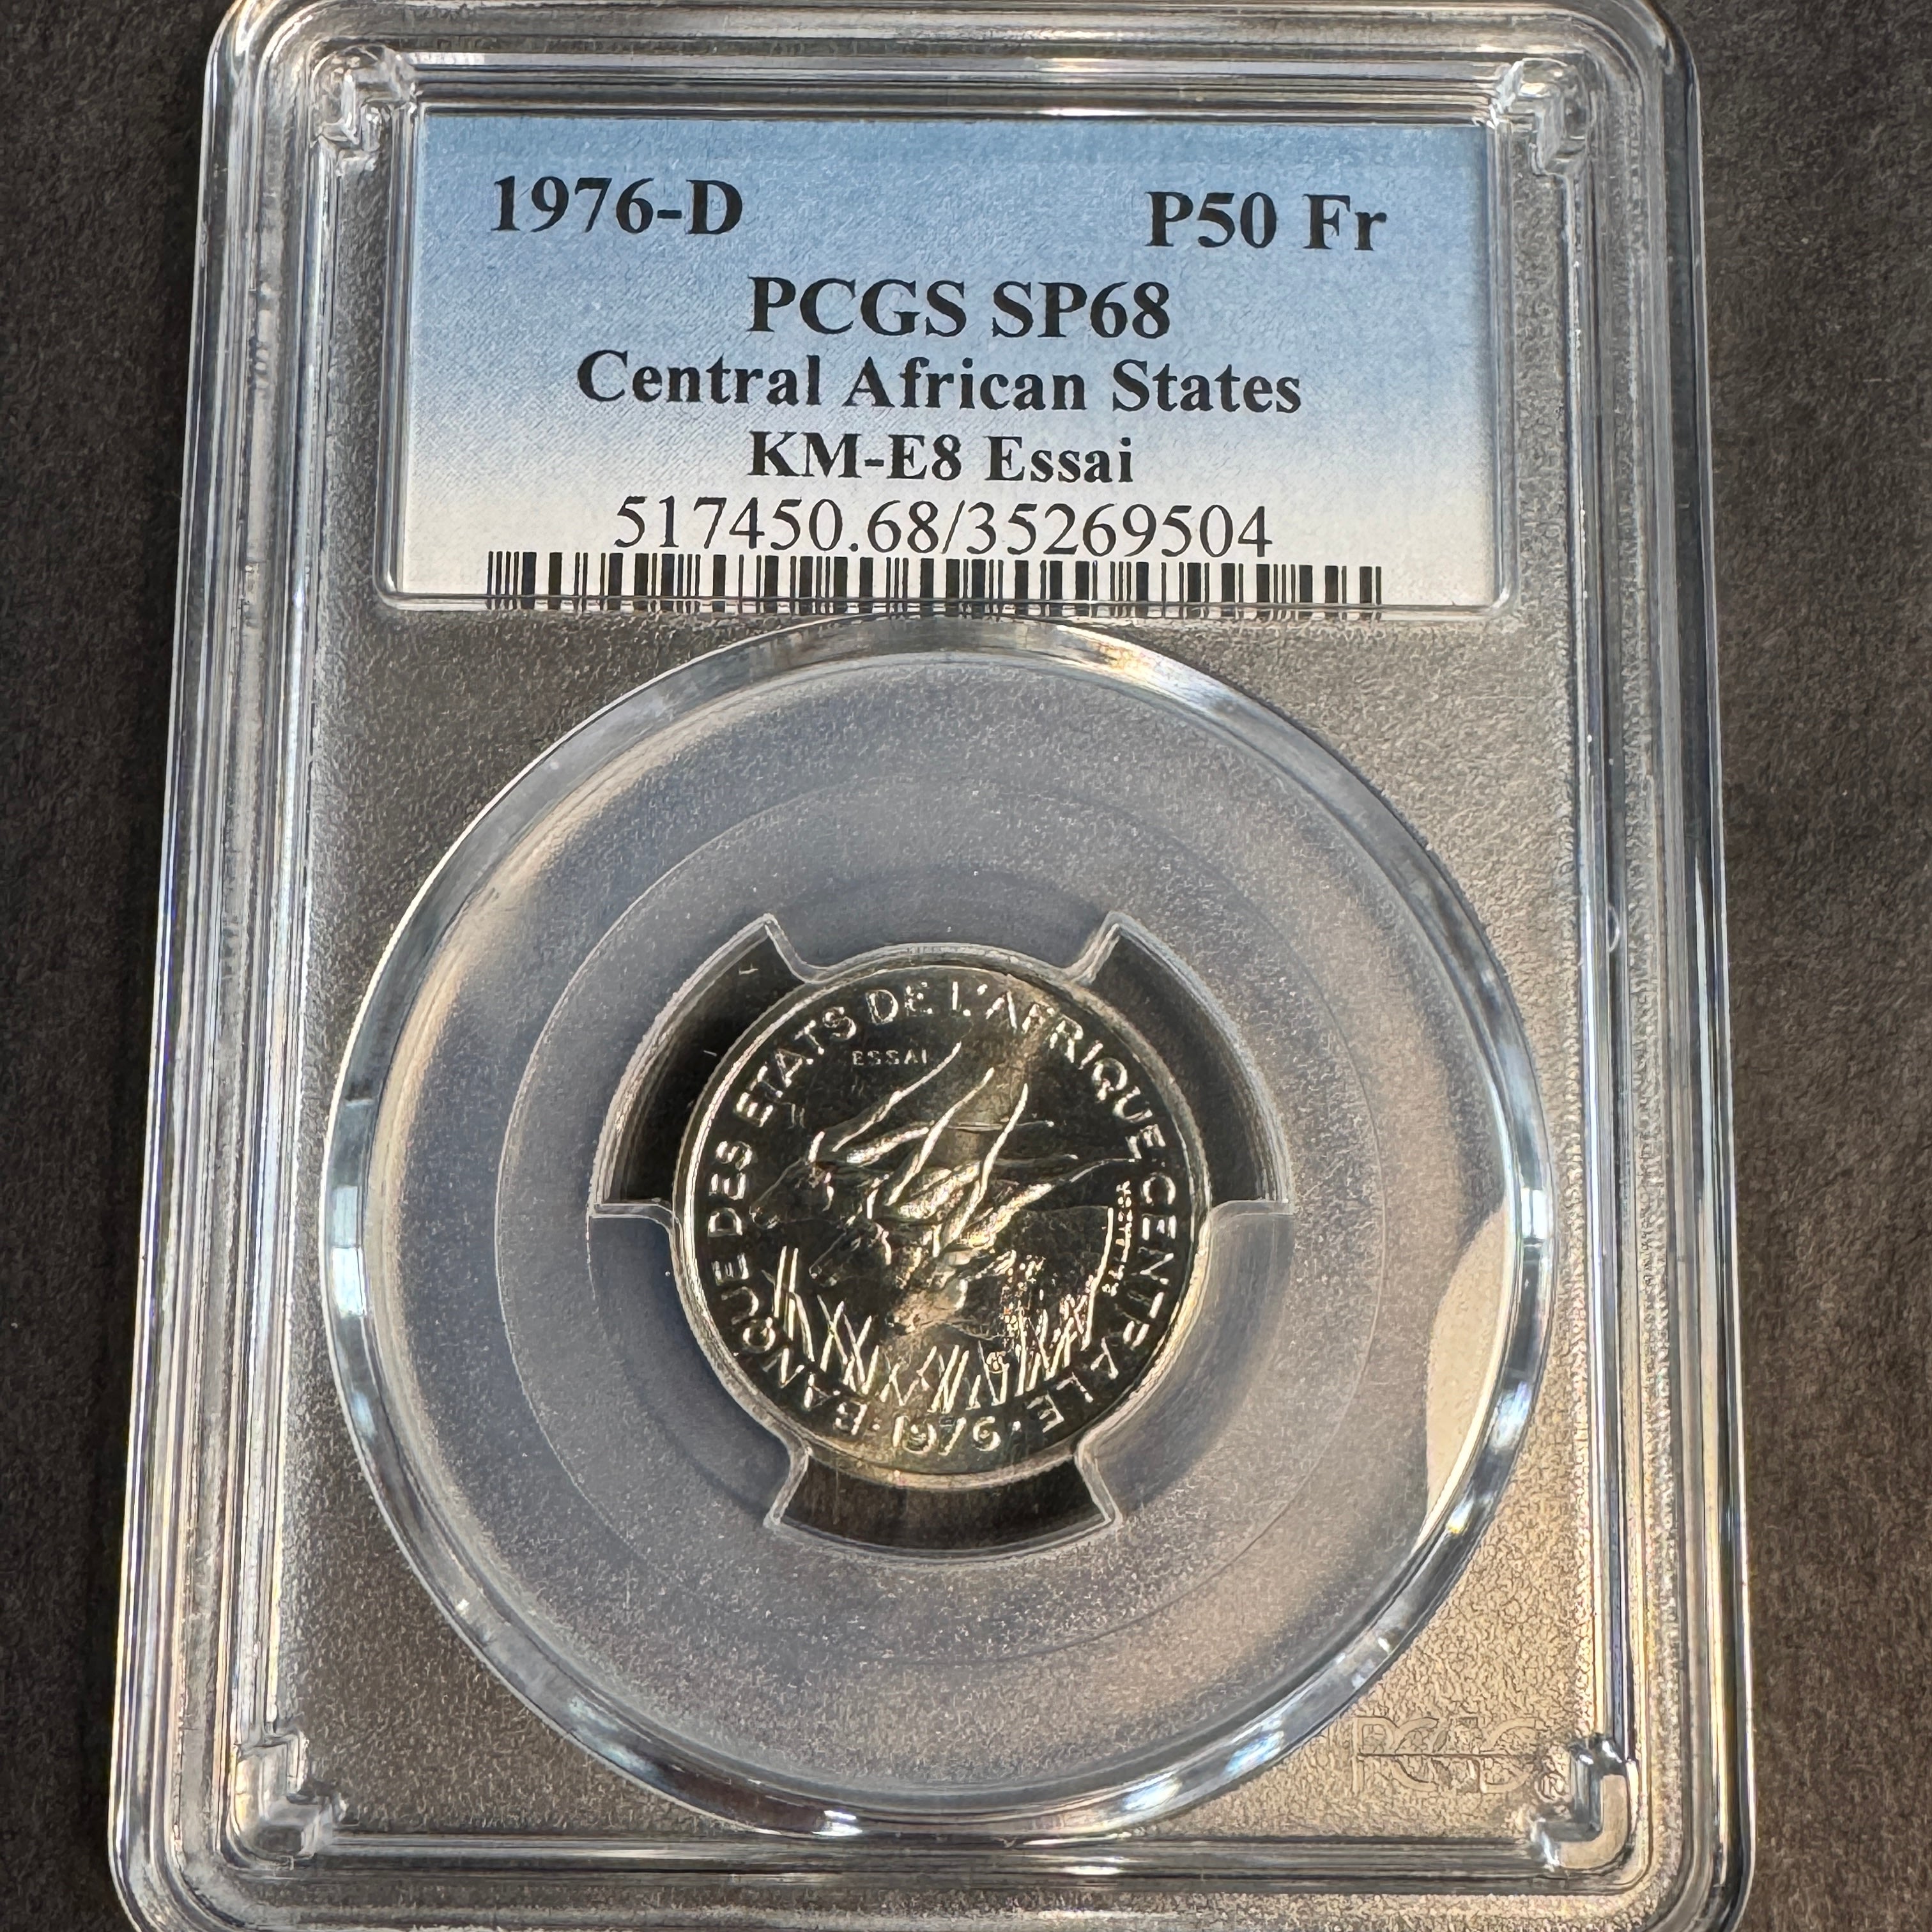 1976-D P50 Fr
PCGS SP68
Central African States
KM-E8 Essai
517450.68/35269504
BANQUE DES ETATS DE L'AFRIQUE CENTRALE
ESSAI
· 1976 ·
PCGS